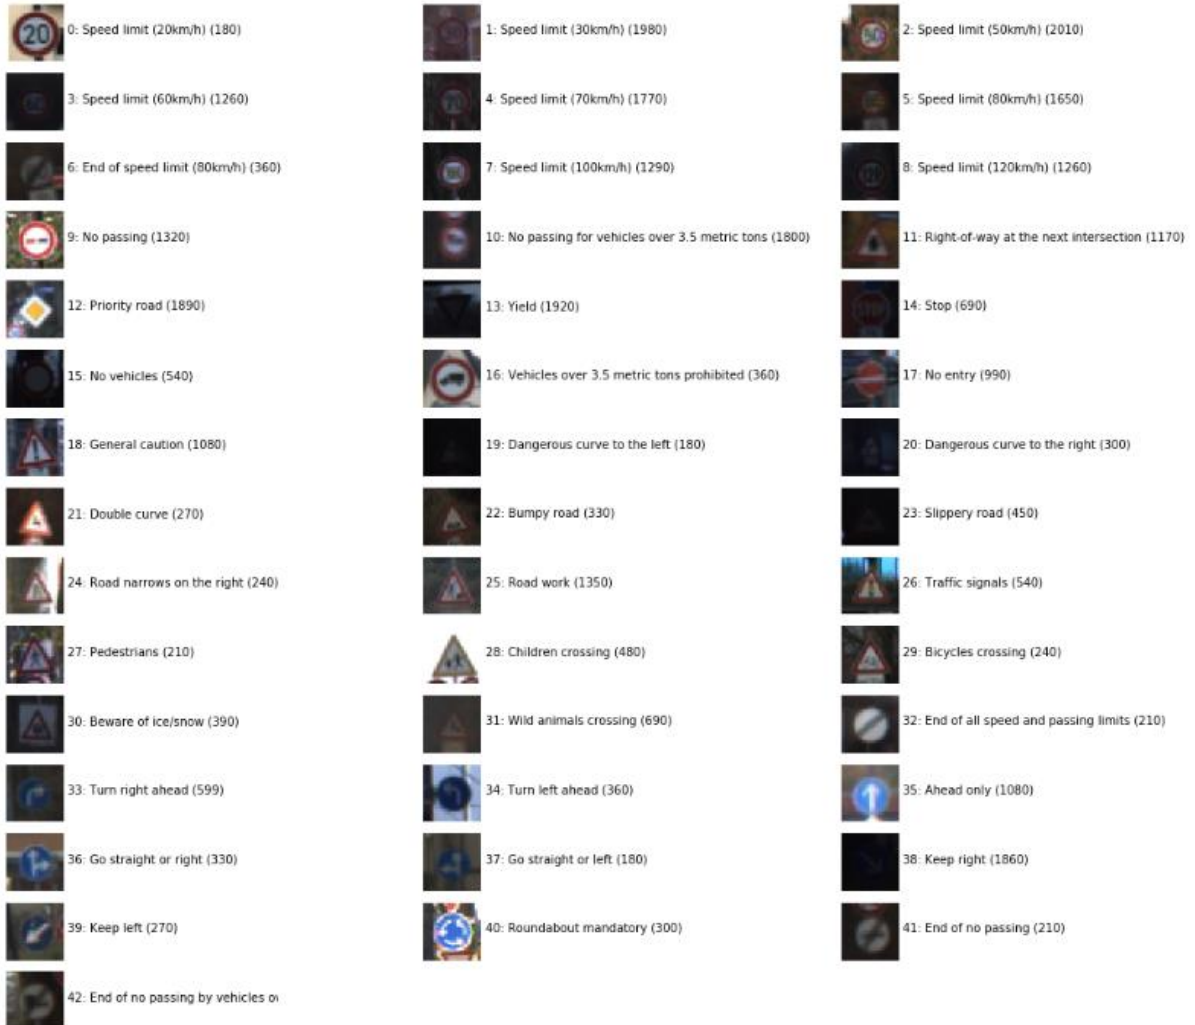 0: Speed limit (20km/h) (180)
1: Speed limit (30km/h) (1980)
2: Speed limit (50km/h) (2010)
3: Speed limit (60km/h) (1260)
4: Speed limit (70km/h) (1770)
5: Speed limit (80km/h) (1650)
6: End of speed limit (80km/h) (360)
7: Speed limit (100km/h) (1290)
8: Speed limit (120km/h) (1260)
9: No passing (1320)
10: No passing for vehicles over 3.5 metric tons (1800)
11: Right-of-way at the next intersection (1170)
12: Priority road (1890)
13: Yield (1920)
14: Stop (690)
15: No vehicles (540)
16: Vehicles over 3.5 metric tons prohibited (360)
17: No entry (990)
18: General caution (1080)
19: Dangerous curve to the left (180)
20: Dangerous curve to the right (300)
21: Double curve (270)
22: Bumpy road (330)
23: Slippery road (450)
24: Road narrows on the right (240)
25: Road work (1350)
26: Traffic signals (540)
27: Pedestrians (210)
28: Children crossing (480)
29: Bicycles crossing (240)
30: Beware of ice/snow (390)
31: Wild animals crossing (690)
32: End of all speed and passing limits (210)
33: Turn right ahead (599)
34: Turn left ahead (360)
35: Ahead only (1080)
36: Go straight or right (330)
37: Go straight or left (180)
38: Keep right (1860)
39: Keep left (270)
40: Roundabout mandatory (300)
41: End of no passing (210)
42: End of no passing by vehicles
20
STOP